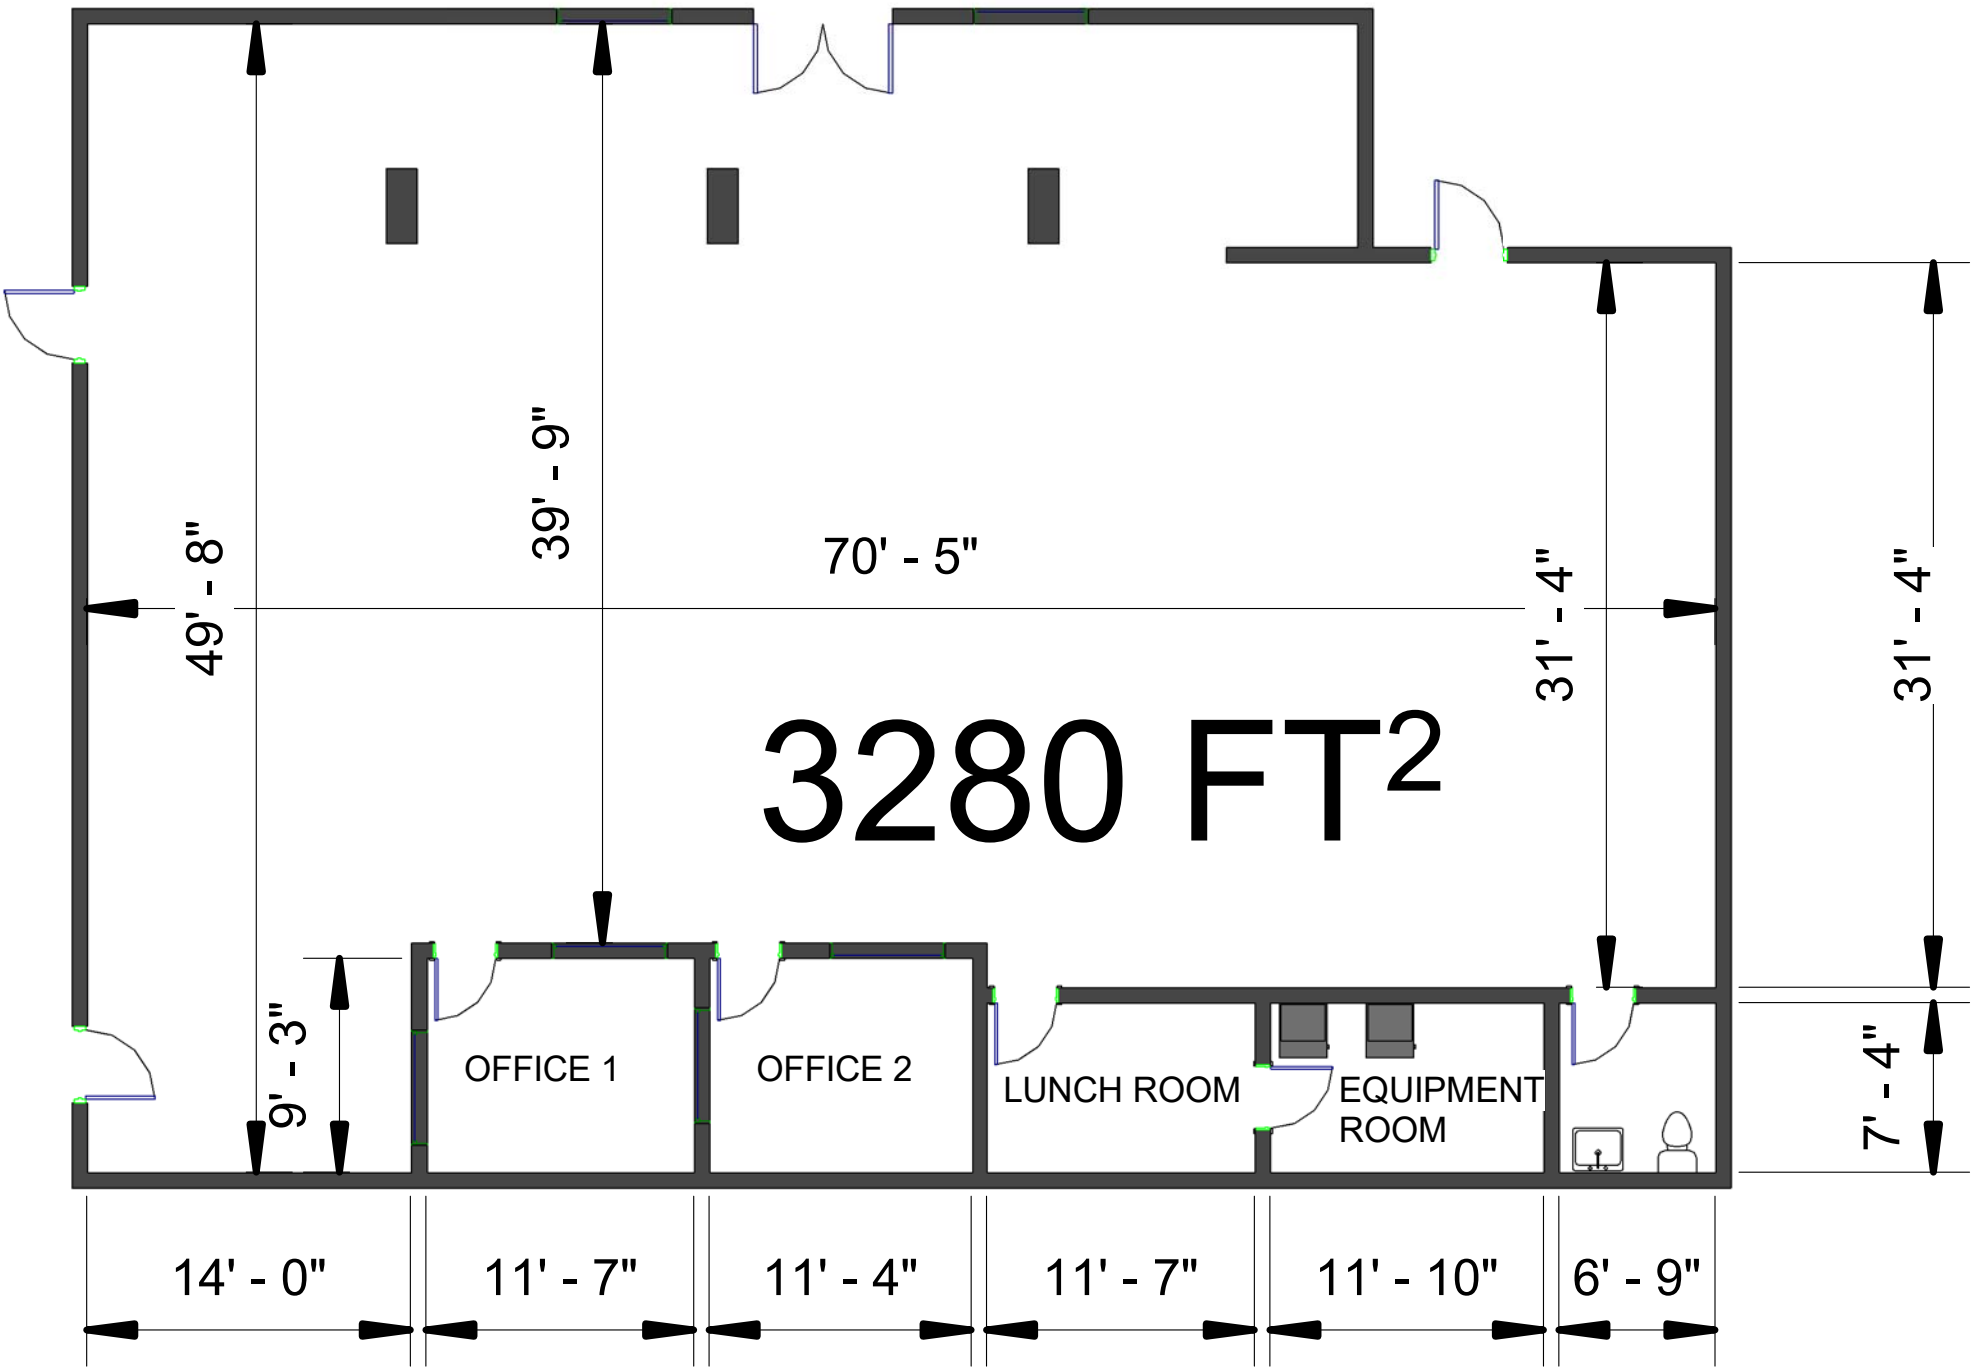 39' - 9"
49' - 8"
70' - 5"
31' - 4"
31' - 4"
3280 FT²
9' - 3"
OFFICE 1
OFFICE 2
LUNCH ROOM
EQUIPMENT
ROOM
7' - 4"
14' - 0"
11' - 7"
11' - 4"
11' - 7"
11' - 10"
6' - 9"